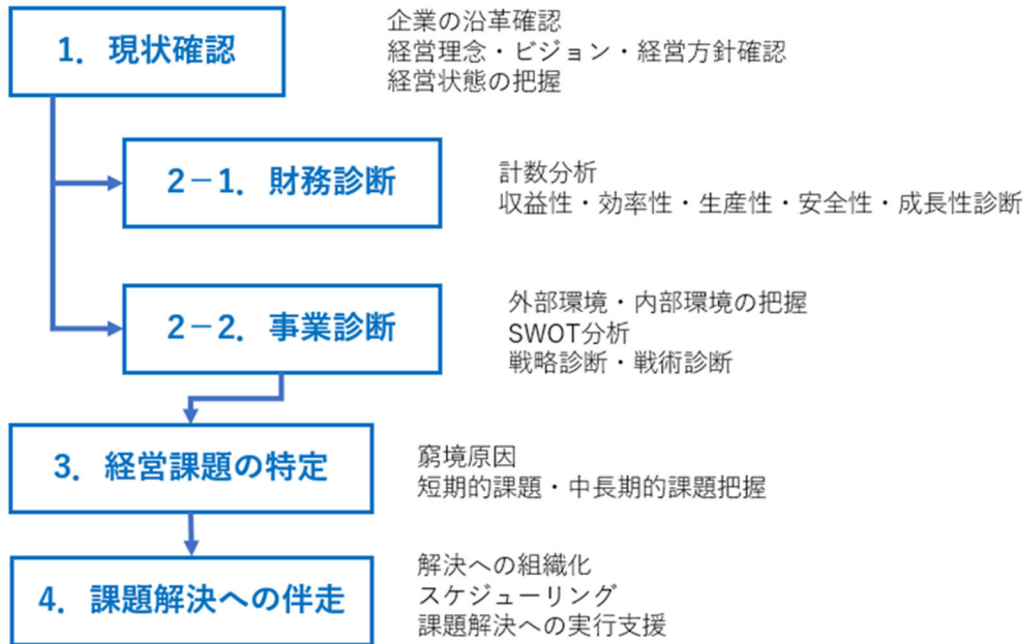 1．現状確認
企業の沿革確認
経営理念・ビジョン・経営方針確認
経営状態の把握
2－1．財務診断
計数分析
収益性・効率性・生産性・安全性・成長性診断
2－2．事業診断
外部環境・内部環境の把握
SWOT分析
戦略診断・戦術診断
3．経営課題の特定
窮境原因
短期的課題・中長期的課題把握
4．課題解決への伴走
解決への組織化
スケジューリング
課題解決への実行支援